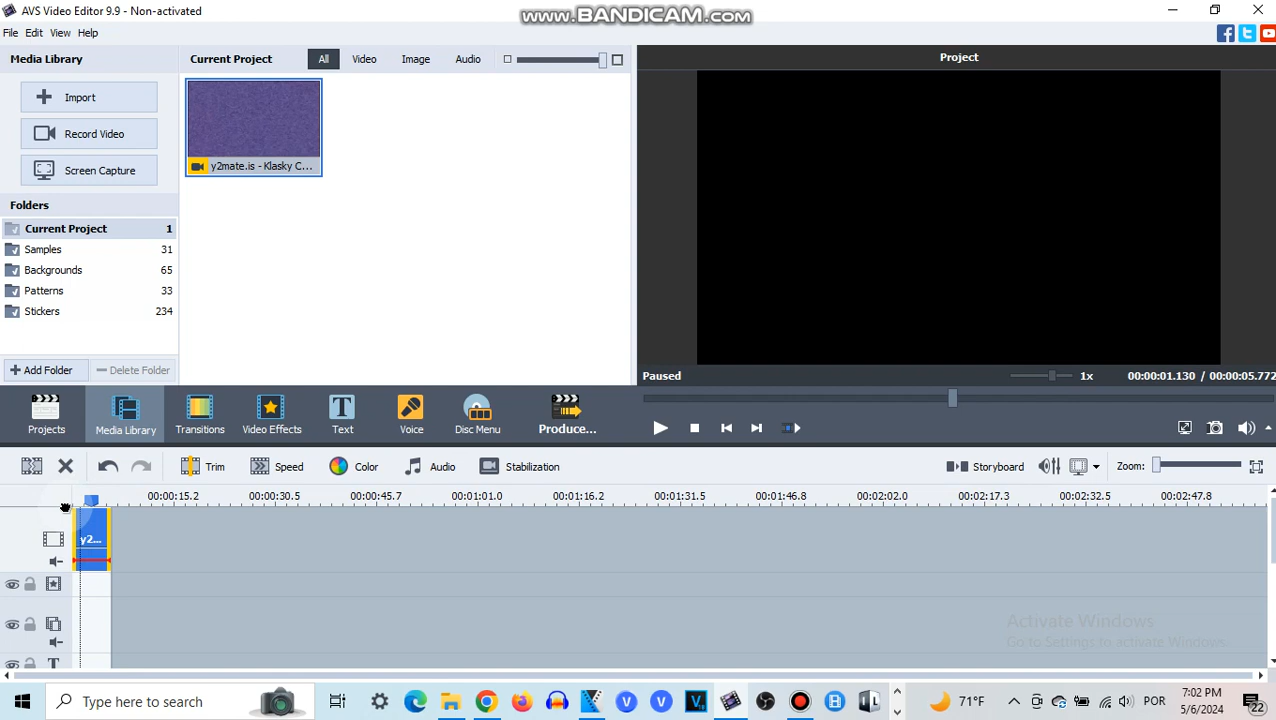 AVS Video Editor 9.9 - Non-activated
www.BANDICAM.com
File Edit View Help
Media Library
Current Project All Video Image Audio
Project
Import
Record Video
Screen Capture
y2mate.is - Klasky C...
Folders
Current Project 1
Samples 31
Backgrounds 65
Patterns 33
Stickers 234
Add Folder Delete Folder
Paused 1x 00:00:01.130 / 00:00:05.772
Projects Media Library Transitions Video Effects Text Voice Disc Menu Produce...
Trim Speed Color Audio Stabilization Storyboard Zoom:
00:00:15.2 00:00:30.5 00:00:45.7 00:01:01.0 00:01:16.2 00:01:31.5 00:01:46.8 00:02:02.0 00:02:17.3 00:02:32.5 00:02:47.8
y2...
T
Activate Windows
Go to Settings to activate Windows.
Type here to search
71°F
POR
7:02 PM
5/6/2024
22